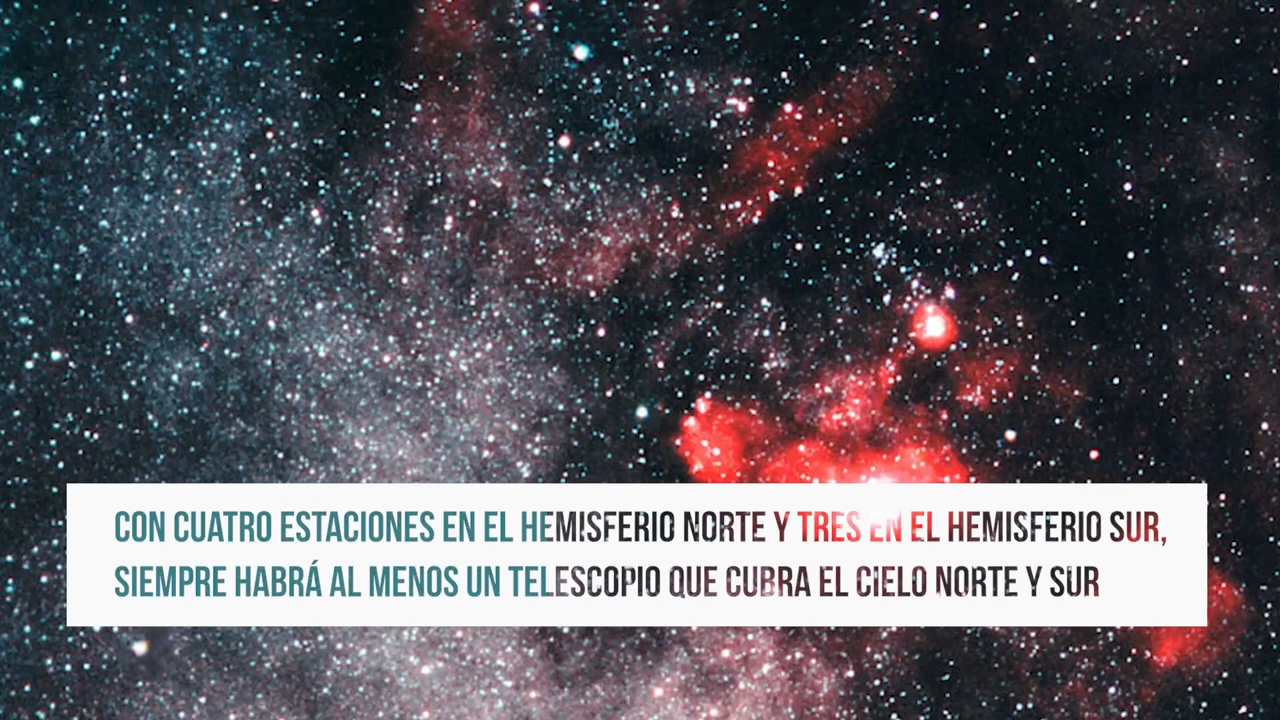 CON CUATRO ESTACIONES EN EL HEMISFERIO NORTE Y TRES EN EL HEMISFERIO SUR,
SIEMPRE HABRÁ AL MENOS UN TELESCOPIO QUE CUBRA EL CIELO NORTE Y SUR